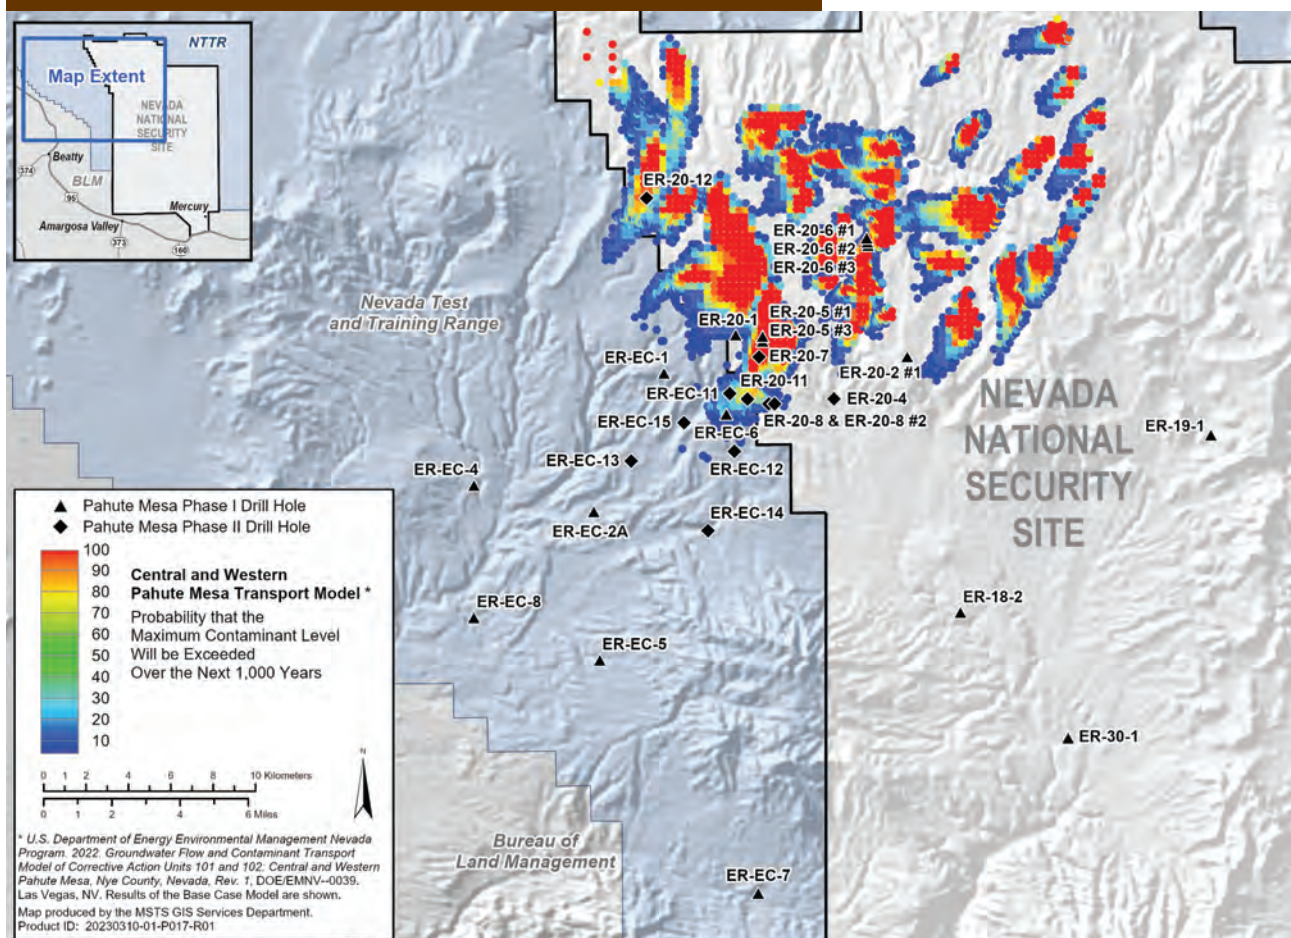 NTTR
Map Extent
NEVADA
NATIONAL
SECURITY
SITE
Beatty
374
BLM
95
Mercury
Amargosa Valley
373
160
ER-20-12
ER-20-6 #1
ER-20-6 #2
ER-20-6 #3
Nevada Test
and Training Range
ER-20-5 #1
ER-20-1
ER-20-5 #3
ER-EC-1
ER-20-7
ER-20-2 #1
ER-20-11
ER-EC-11
ER-20-4
ER-EC-15
ER-20-8 & ER-20-8 #2
ER-EC-6
NEVADA
NATIONAL
SECURITY
SITE
ER-19-1
ER-EC-13
ER-EC-12
ER-EC-4
ER-EC-14
ER-EC-2A
ER-EC-8
ER-18-2
ER-EC-5
ER-30-1
Bureau of
Land Management
ER-EC-7
Pahute Mesa Phase I Drill Hole
Pahute Mesa Phase II Drill Hole
100
90
80
70
60
50
40
30
20
10
Central and Western
Pahute Mesa Transport Model *
Probability that the
Maximum Contaminant Level
Will be Exceeded
Over the Next 1,000 Years
N
0 1 2 4 6 8 10 Kilometers
0 1 2 4 6 Miles
* U.S. Department of Energy Environmental Management Nevada
Program. 2022. Groundwater Flow and Contaminant Transport
Model of Corrective Action Units 101 and 102: Central and Western
Pahute Mesa, Nye County, Nevada, Rev. 1, DOE/EMNV--0039.
Las Vegas, NV. Results of the Base Case Model are shown.
Map produced by the MSTS GIS Services Department.
Product ID: 20230310-01-P017-R01